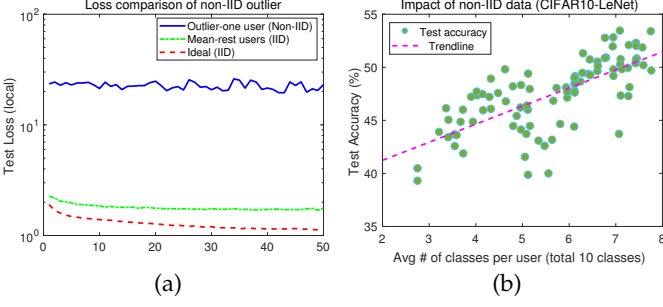 Loss comparison of non-IID outlier
Test Loss (local)
10^2
10^1
10^0
Outlier-one user (Non-IID)
Mean-rest users (IID)
Ideal (IID)
0 10 20 30 40 50
(a)
Impact of non-IID data (CIFAR10-LeNet)
Test Accuracy (%)
55
50
45
40
35
Test accuracy
Trendline
2 3 4 5 6 7 8
Avg # of classes per user (total 10 classes)
(b)